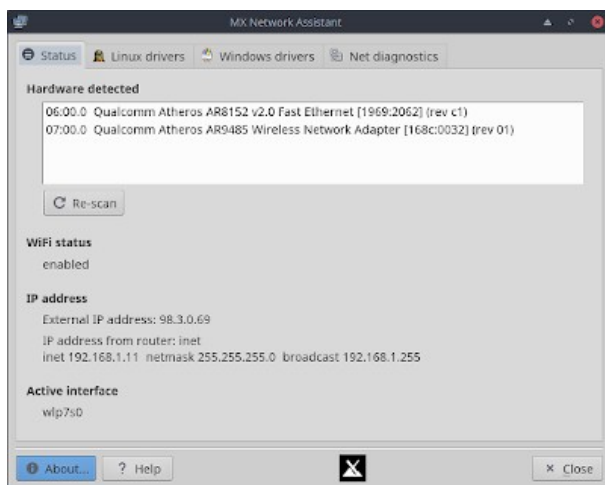 MX Network Assistant
Status Linux drivers Windows drivers Net diagnostics
Hardware detected
06:00.0 Qualcomm Atheros AR8152 v2.0 Fast Ethernet [1969:2062] (rev c1)
07:00.0 Qualcomm Atheros AR9485 Wireless Network Adapter [168c:0032] (rev 01)
Re-scan
WiFi status
enabled
IP address
External IP address: 98.3.0.69
IP address from router: inet
inet 192.168.1.11 netmask 255.255.255.0 broadcast 192.168.1.255
Active interface
wlp7s0
About... ? Help Close